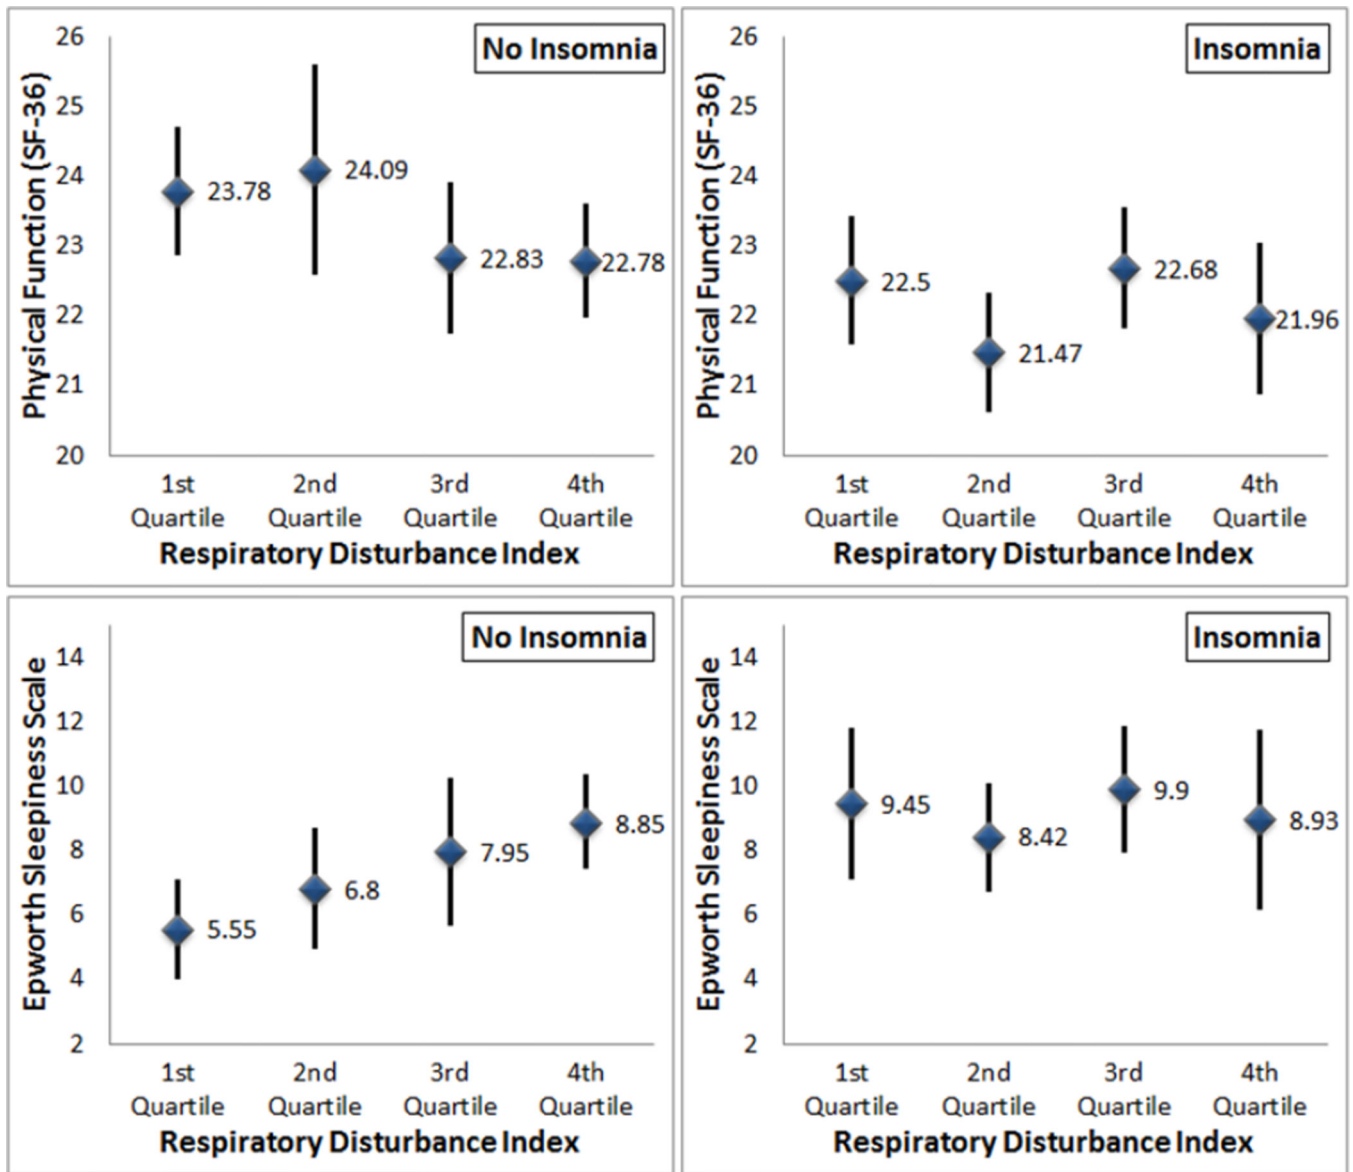 No Insomnia
Physical Function (SF-36)
26
25
24
23
22
21
20
23.78
24.09
22.83
22.78
1st 2nd 3rd 4th
Quartile Quartile Quartile Quartile
Respiratory Disturbance Index
Insomnia
Physical Function (SF-36)
26
25
24
23
22
21
20
22.5
21.47
22.68
21.96
1st 2nd 3rd 4th
Quartile Quartile Quartile Quartile
Respiratory Disturbance Index
No Insomnia
Epworth Sleepiness Scale
14
12
10
8
6
4
2
5.55
6.8
7.95
8.85
1st 2nd 3rd 4th
Quartile Quartile Quartile Quartile
Respiratory Disturbance Index
Insomnia
Epworth Sleepiness Scale
14
12
10
8
6
4
2
9.45
8.42
9.9
8.93
1st 2nd 3rd 4th
Quartile Quartile Quartile Quartile
Respiratory Disturbance Index